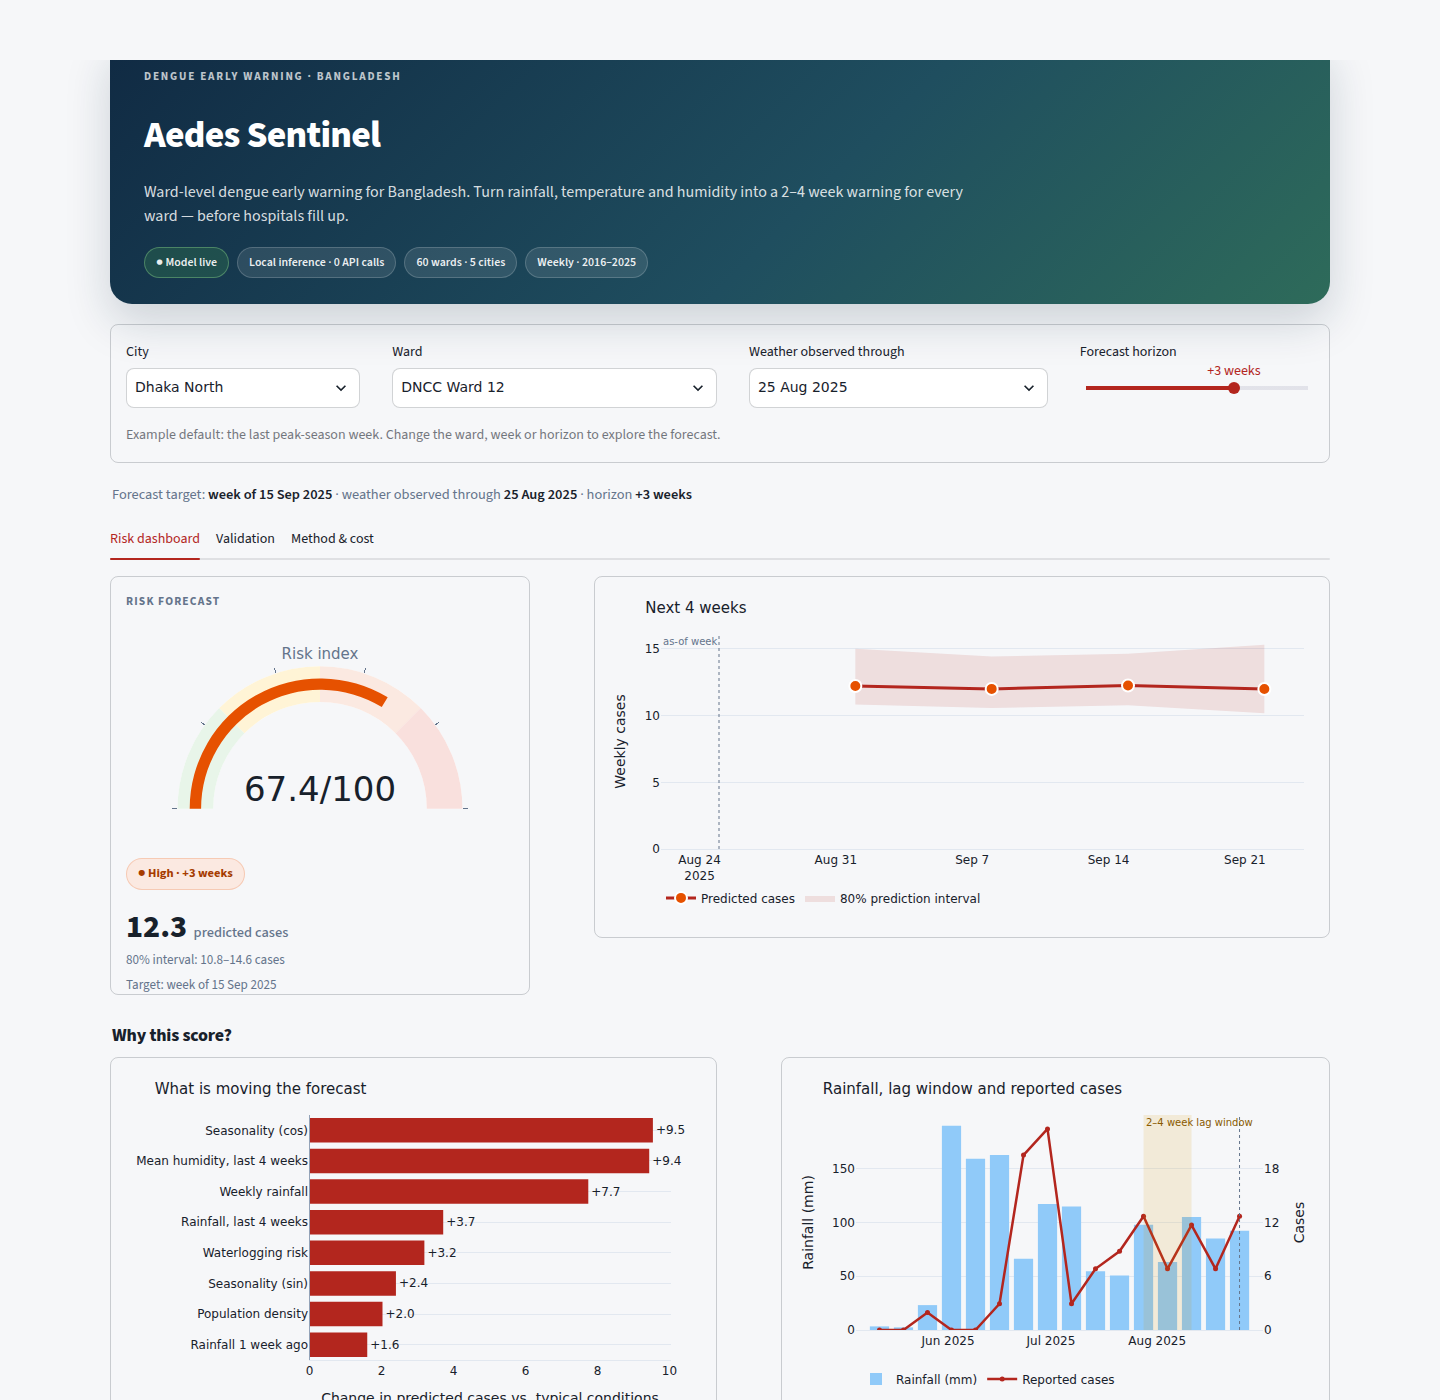 DENGUE EARLY WARNING · BANGLADESH
Aedes Sentinel
Ward-level dengue early warning for Bangladesh. Turn rainfall, temperature and humidity into a 2–4 week warning for every
ward — before hospitals fill up.
● Model live
Local inference · 0 API calls
60 wards · 5 cities
Weekly · 2016–2025
City
Ward
Weather observed through
Forecast horizon
+3 weeks
Dhaka North
DNCC Ward 12
25 Aug 2025
Example default: the last peak-season week. Change the ward, week or horizon to explore the forecast.
Forecast target: week of 15 Sep 2025 · weather observed through 25 Aug 2025 · horizon +3 weeks
Risk dashboard
Validation
Method & cost
RISK FORECAST
Risk index
67.4/100
● High · +3 weeks
12.3 predicted cases
80% interval: 10.8–14.6 cases
Target: week of 15 Sep 2025
Next 4 weeks
as-of week
Weekly cases
15
10
5
0
Aug 24
2025
Aug 31
Sep 7
Sep 14
Sep 21
Predicted cases
80% prediction interval
Why this score?
What is moving the forecast
Seasonality (cos) +9.5
Mean humidity, last 4 weeks +9.4
Weekly rainfall +7.7
Rainfall, last 4 weeks +3.7
Waterlogging risk +3.2
Seasonality (sin) +2.4
Population density +2.0
Rainfall 1 week ago +1.6
0 2 4 6 8 10
Change in predicted cases vs. typical conditions
Rainfall, lag window and reported cases
2–4 week lag window
Rainfall (mm)
150
100
50
0
18
12
6
0
Cases
Jun 2025
Jul 2025
Aug 2025
Rainfall (mm)
Reported cases